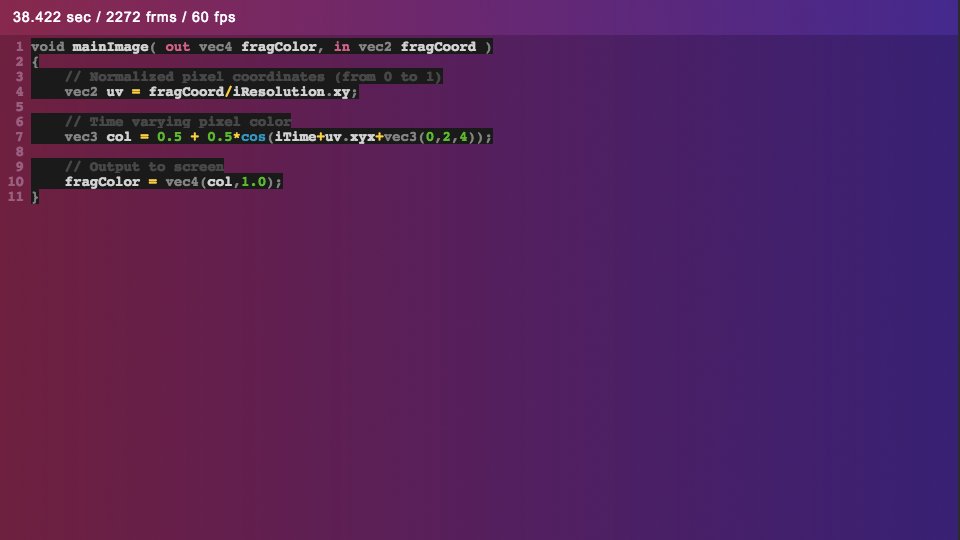 38.422 sec / 2272 frms / 60 fps
1 void mainImage( out vec4 fragColor, in vec2 fragCoord )
2 {
3     // Normalized pixel coordinates (from 0 to 1)
4     vec2 uv = fragCoord/iResolution.xy;
5
6     // Time varying pixel color
7     vec3 col = 0.5 + 0.5*cos(iTime+uv.xyx+vec3(0,2,4));
8
9     // Output to screen
10     fragColor = vec4(col,1.0);
11 }